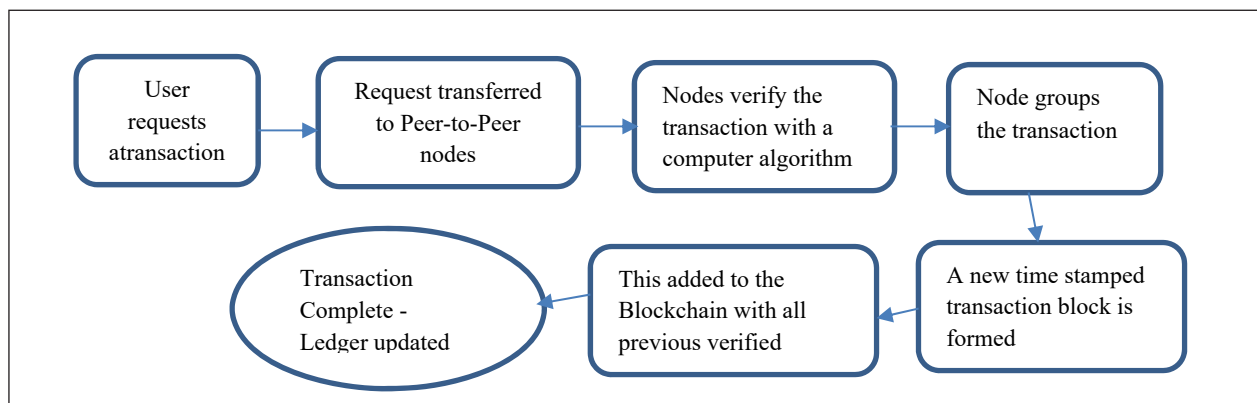 User
requests
atransaction
Request transferred
to Peer-to-Peer
nodes
Nodes verify the
transaction with a
computer algorithm
Node groups
the transaction
A new time stamped
transaction block is
formed
This added to the
Blockchain with all
previous verified
Transaction
Complete -
Ledger updated